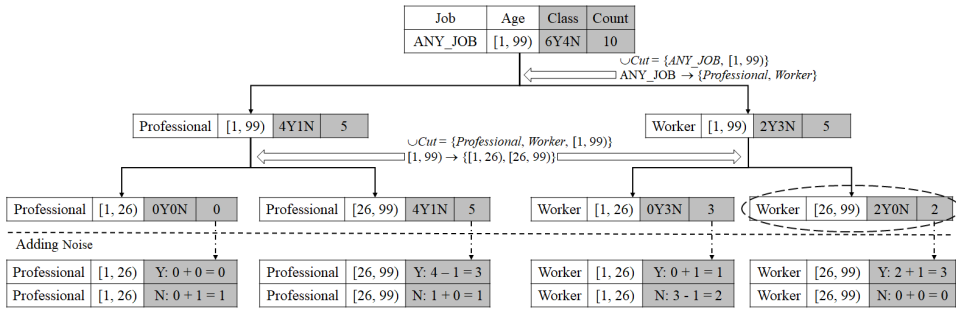 Job Age Class Count
ANY_JOB [1, 99) 6Y4N 10
∪Cut = {ANY_JOB, [1, 99)}
ANY_JOB → {Professional, Worker}
Professional [1, 99) 4Y1N 5
Worker [1, 99) 2Y3N 5
∪Cut = {Professional, Worker, [1, 99)}
[1, 99) → {[1, 26), [26, 99)}
Professional [1, 26) 0Y0N 0
Professional [26, 99) 4Y1N 5
Worker [1, 26) 0Y3N 3
Worker [26, 99) 2Y0N 2
Adding Noise
Professional [1, 26) Y: 0 + 0 = 0
Professional [1, 26) N: 0 + 1 = 1
Professional [26, 99) Y: 4 – 1 = 3
Professional [26, 99) N: 1 + 0 = 1
Worker [1, 26) Y: 0 + 1 = 1
Worker [1, 26) N: 3 - 1 = 2
Worker [26, 99) Y: 2 + 1 = 3
Worker [26, 99) N: 0 + 0 = 0